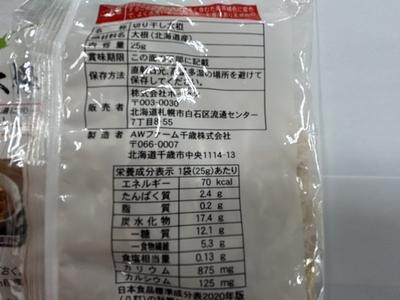 名称 切り干し大根
原材料名 大根(北海道産)
内容量 25g
賞味期限 この面の下部に記載
保存方法 直射日光、高温多湿の場所を避けて
保存してください。
販売者 株式会社
〒003-0030
北海道札幌市白石区流通センター
7丁目8-55
製造者 AWファーム千歳株式会社
〒066-0007
北海道千歳市中央1114-13
栄養成分表示 1袋(25g)あたり
エネルギー 70 kcal
たんぱく質 2.4 g
脂質 0.2 g
炭水化物 17.4 g
ー糖質 12.1 g
ー食物繊維 5.3 g
食塩相当量 0.13 g
カリウム 875 mg
カルシウム 125 mg
日本食品標準成分表2020年版